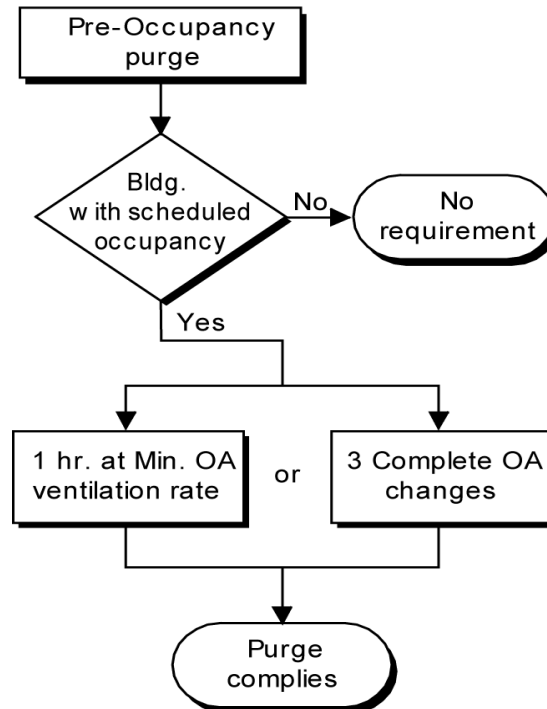 Pre-Occupancy
purge
Bldg.
w ith scheduled
occupancy
No
No
requirement
Yes
1 hr. at Min. OA
ventilation rate
or
3 Complete OA
changes
Purge
complies